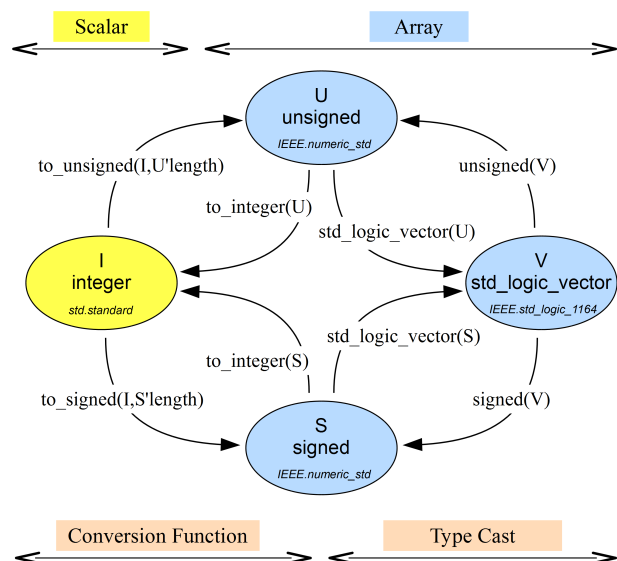 Scalar
Array
U
unsigned
IEEE.numeric_std
to_unsigned(I,U'length)
unsigned(V)
to_integer(U)
std_logic_vector(U)
I
integer
std.standard
V
std_logic_vector
IEEE.std_logic_1164
std_logic_vector(S)
to_integer(S)
to_signed(I,S'length)
signed(V)
S
signed
IEEE.numeric_std
Conversion Function
Type Cast